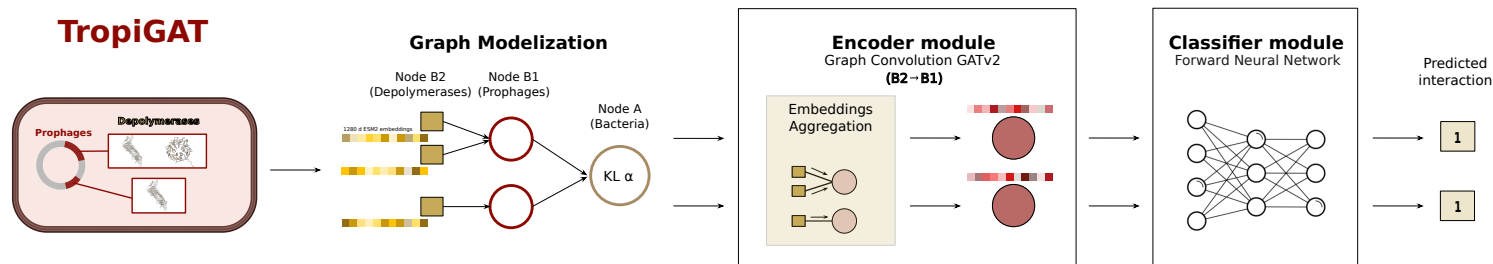 TropiGAT
Prophages
Depolymerases
Graph Modelization
Node B2
(Depolymerases)
Node B1
(Prophages)
1280 d ESM2 embeddings
Node A
(Bacteria)
KL α
Encoder module
Graph Convolution GATv2
(B2→B1)
Embeddings
Aggregation
Classifier module
Forward Neural Network
Predicted
interaction
1
1